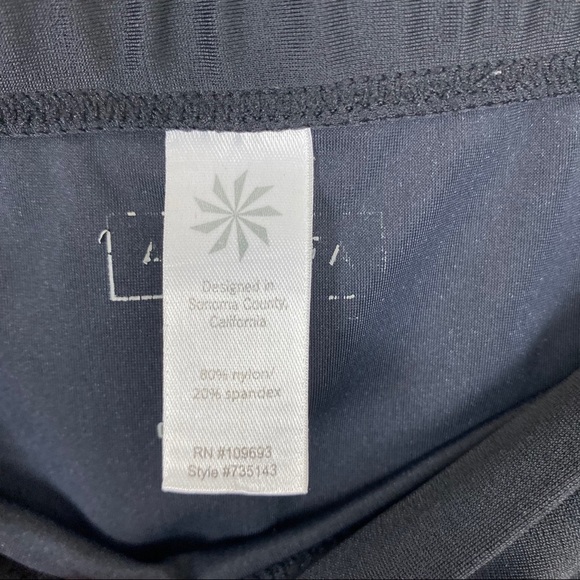 Designed in
Sonoma County,
California
80% nylon/
20% spandex
RN #109693
Style #735143